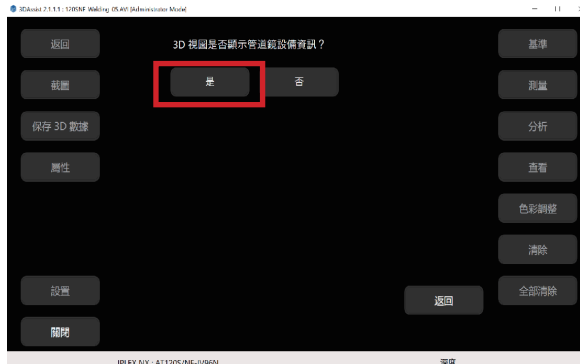 3DAssist 2.1.1.1 : 120SNF Welding 05.AVI [Administrator Mode]
返回
3D 視圖是否顯示管道鏡設備資訊？
基準
截圖
是
否
測量
保存 3D 數據
分析
屬性
查看
色彩調整
清除
設置
返回
全部清除
關閉
IPLEX NX : AT120S/NF-IV96N
深度